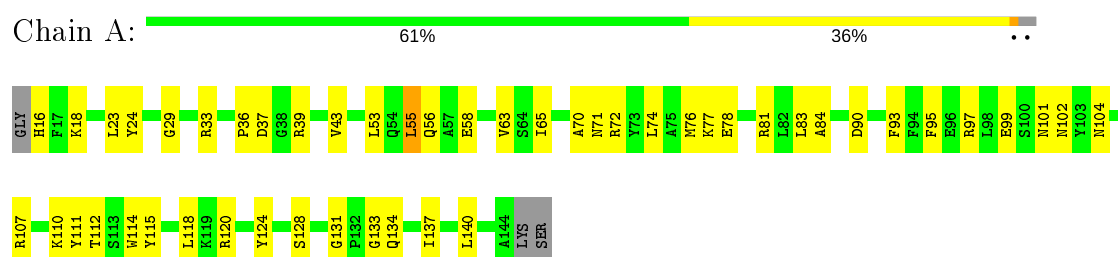 Chain A:
61% 36% • •
GLY H16 F17 K18 L23 Y24 G29 R33 P36 D37 G38 R39 V43 L53 Q54 L55 Q56 A57 E58 V63 S64 I65 A70 N71 R72 Y73 L74 A75 M76 K77 E78 R81 L82 L83 A84 D90 F93 F94 F95 E96 R97 L98 E99 S100 N101 N102 Y103 N104
R107 K110 Y111 T112 S113 W114 Y115 L118 K119 R120 Y124 S128 G131 P132 G133 Q134 I137 L140 A144 LYS SER